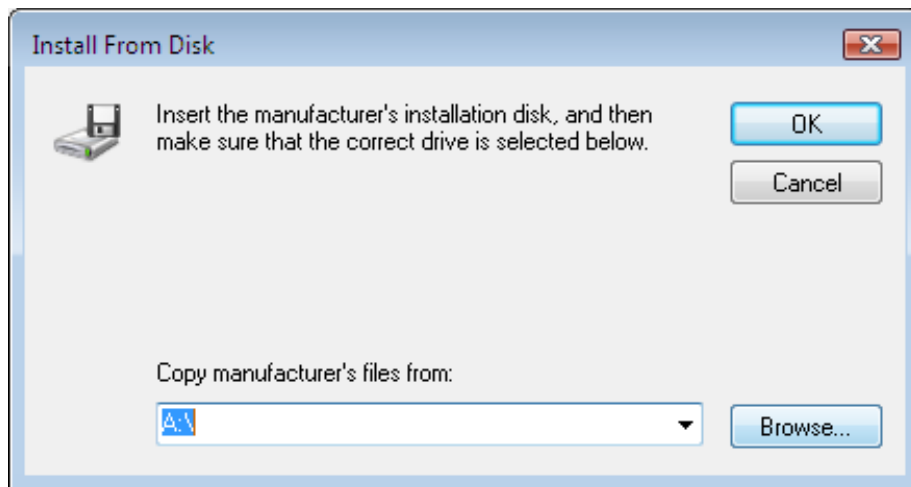 Install From Disk
Insert the manufacturer's installation disk, and then
make sure that the correct drive is selected below.
OK
Cancel
Copy manufacturer's files from:
A:\
Browse...